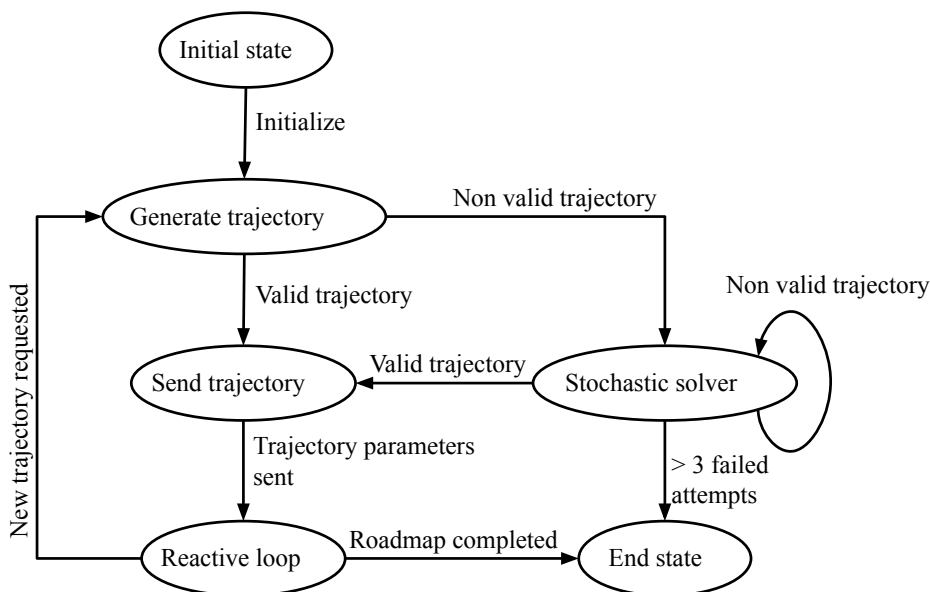 Initial state
Initialize
Generate trajectory
Non valid trajectory
Valid trajectory
Non valid trajectory
Send trajectory
Valid trajectory
Stochastic solver
Trajectory parameters
sent
> 3 failed
attempts
New trajectory requested
Reactive loop
Roadmap completed
End state